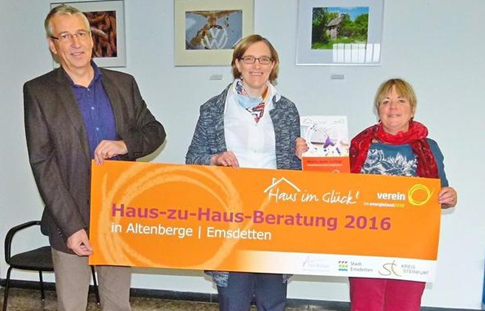 Haus im Glück!
verein
Haus-zu-Haus-Beratung 2016
in Altenberge | Emsdetten
Stadt
Emsdetten
KREIS
STEINFURT